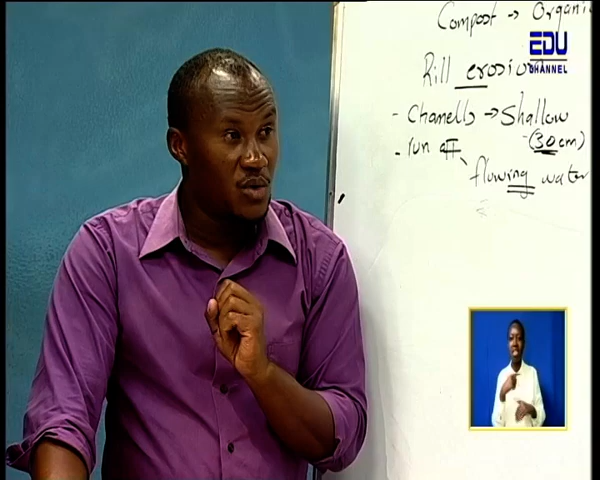 Compost → Organi
EDU
CHANNEL
Rill erosion
- Chanells → Shallow
(30cm)
- run off
flowing water